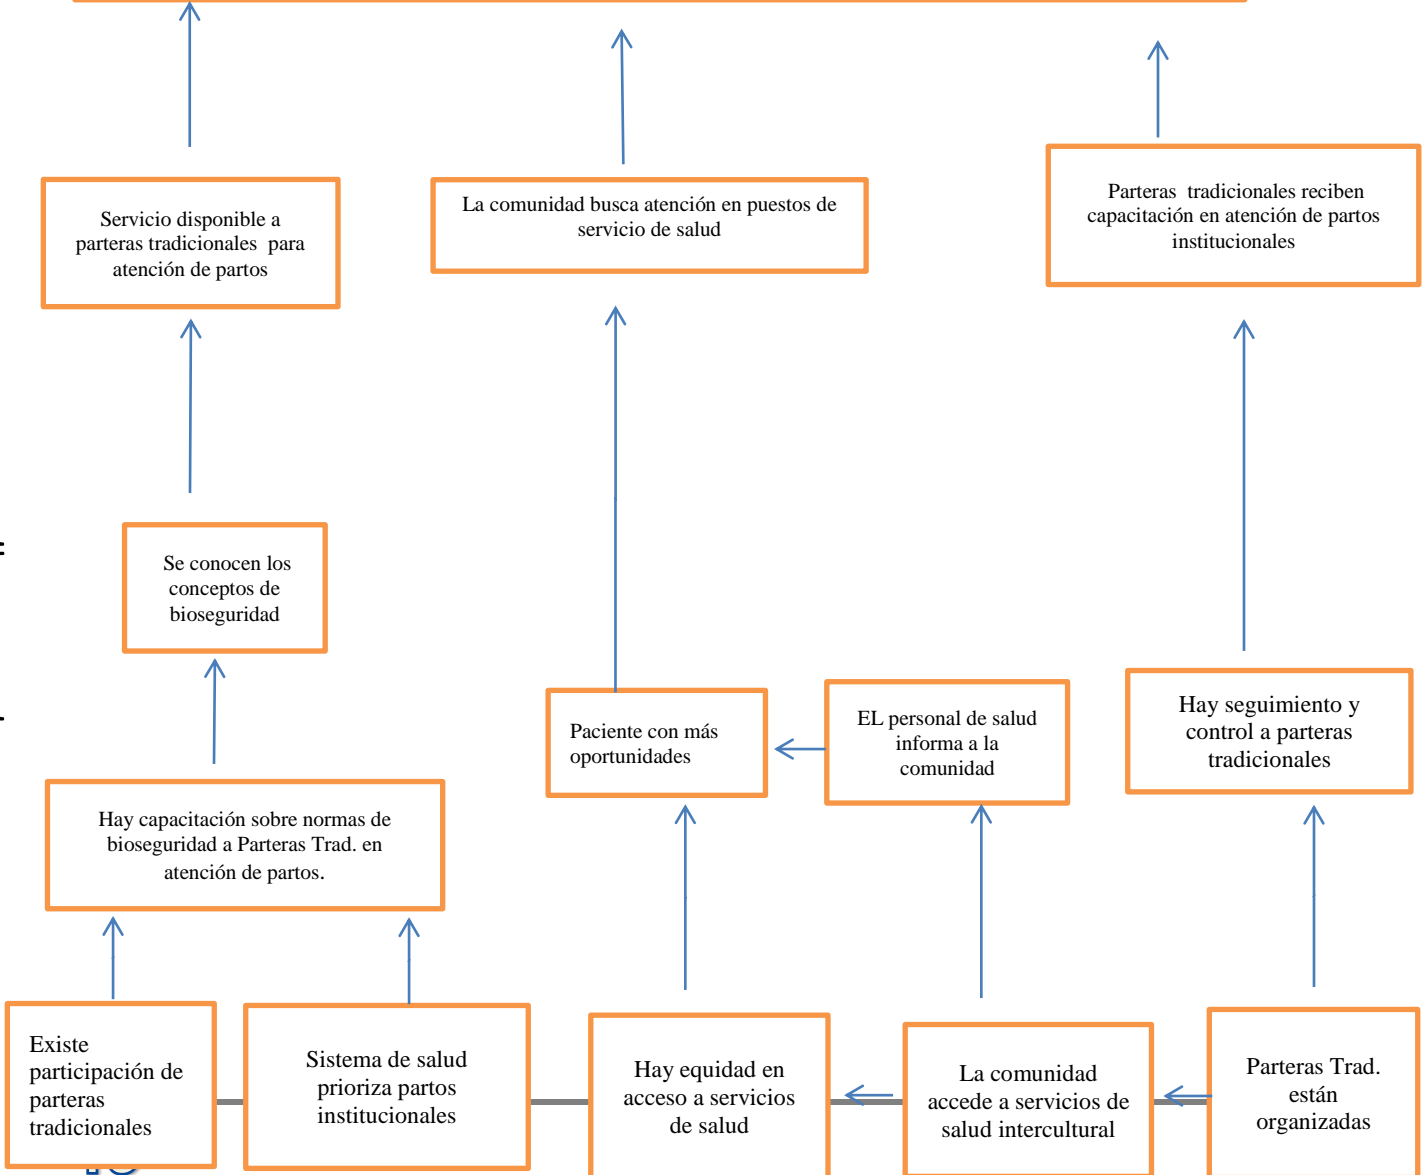 Servicio disponible a
parteras tradicionales para
atención de partos
La comunidad busca atención en puestos de
servicio de salud
Parteras tradicionales reciben
capacitación en atención de partos
institucionales
Se conocen los
conceptos de
bioseguridad
Paciente con más
oportunidades
EL personal de salud
informa a la
comunidad
Hay seguimiento y
control a parteras
tradicionales
Hay capacitación sobre normas de
bioseguridad a Parteras Trad. en
atención de partos.
Existe
participación de
parteras
tradicionales
Sistema de salud
prioriza partos
institucionales
Hay equidad en
acceso a servicios
de salud
La comunidad
accede a servicios de
salud intercultural
Parteras Trad.
están
organizadas